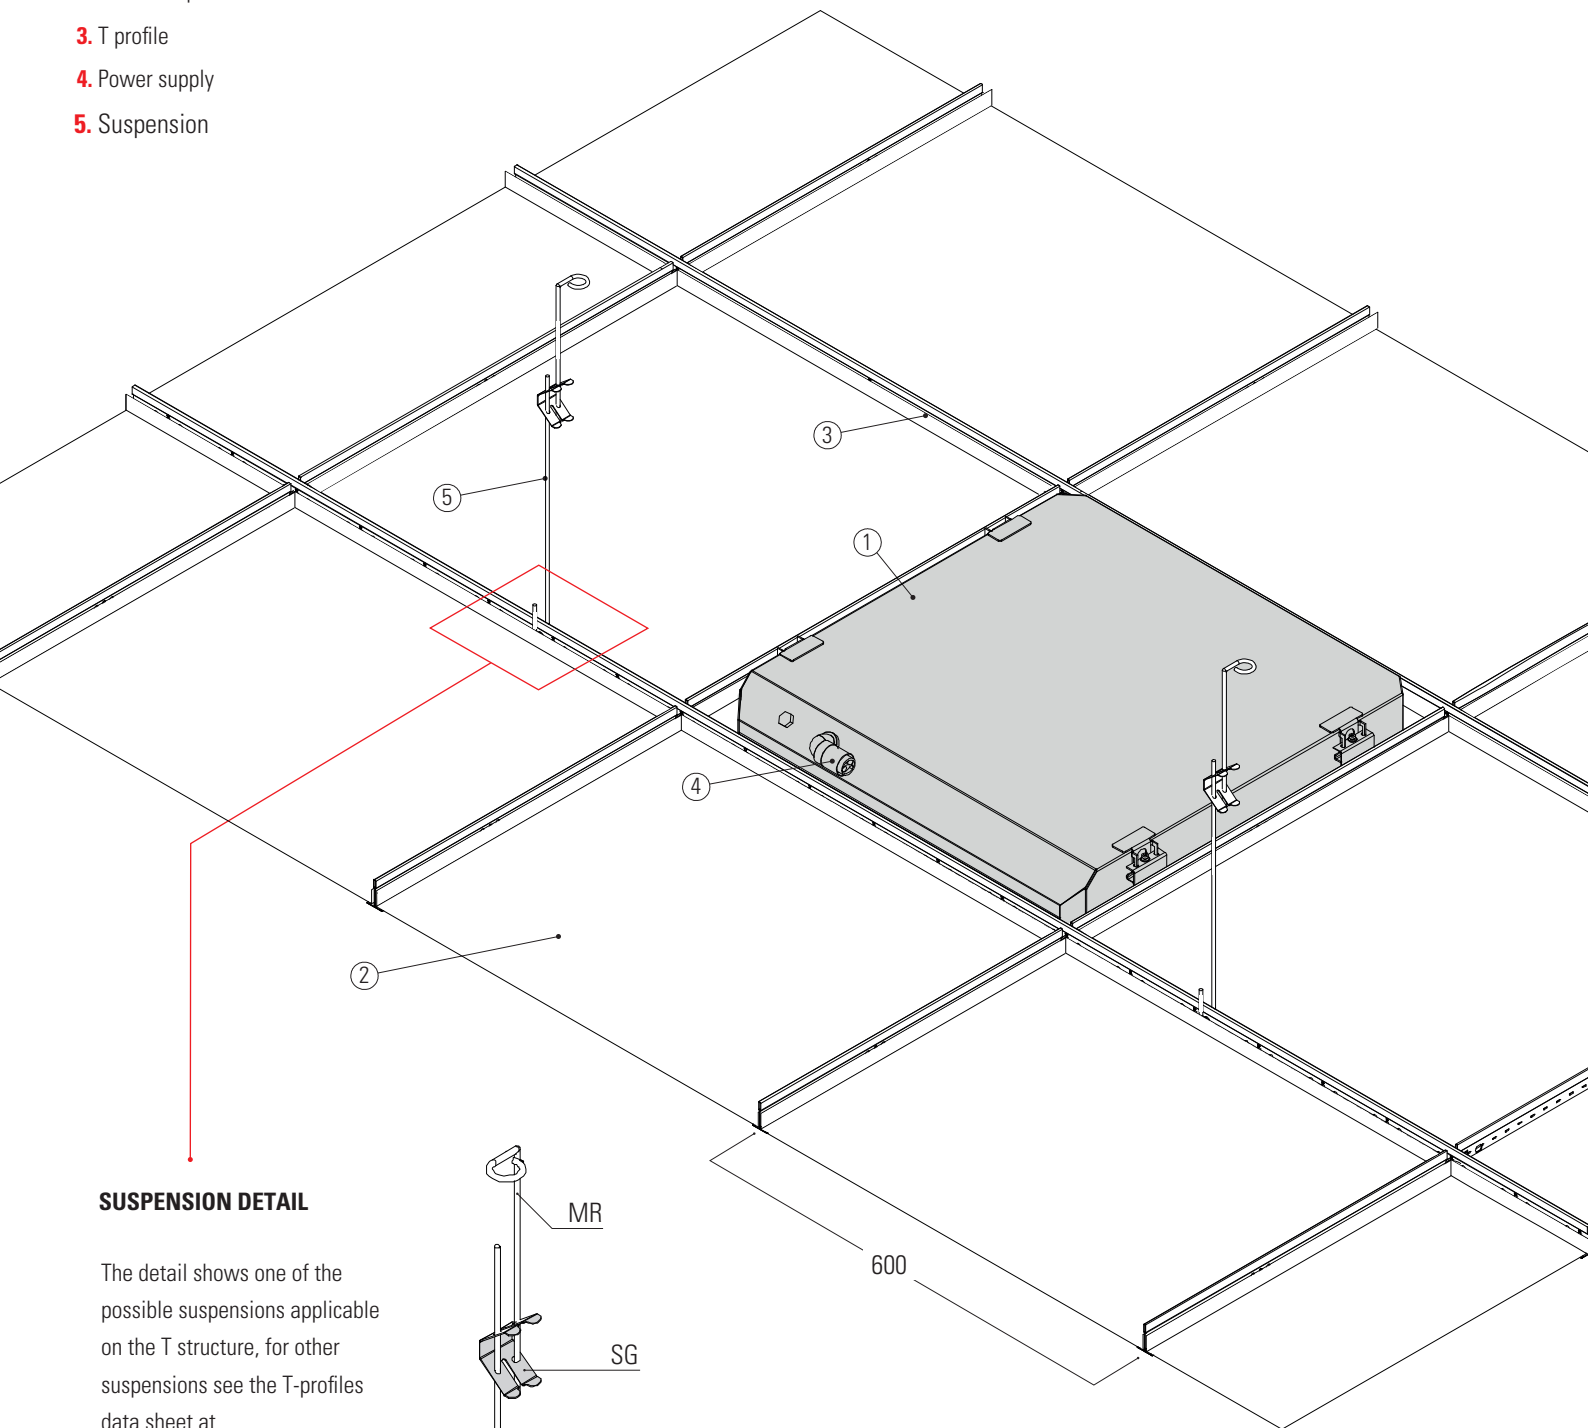 3. T profile
4. Power supply
5. Suspension
3
5
1
4
2
SUSPENSION DETAIL
The detail shows one of the
possible suspensions applicable
on the T structure, for other
suspensions see the T-profiles
data sheet at
MR
SG
600